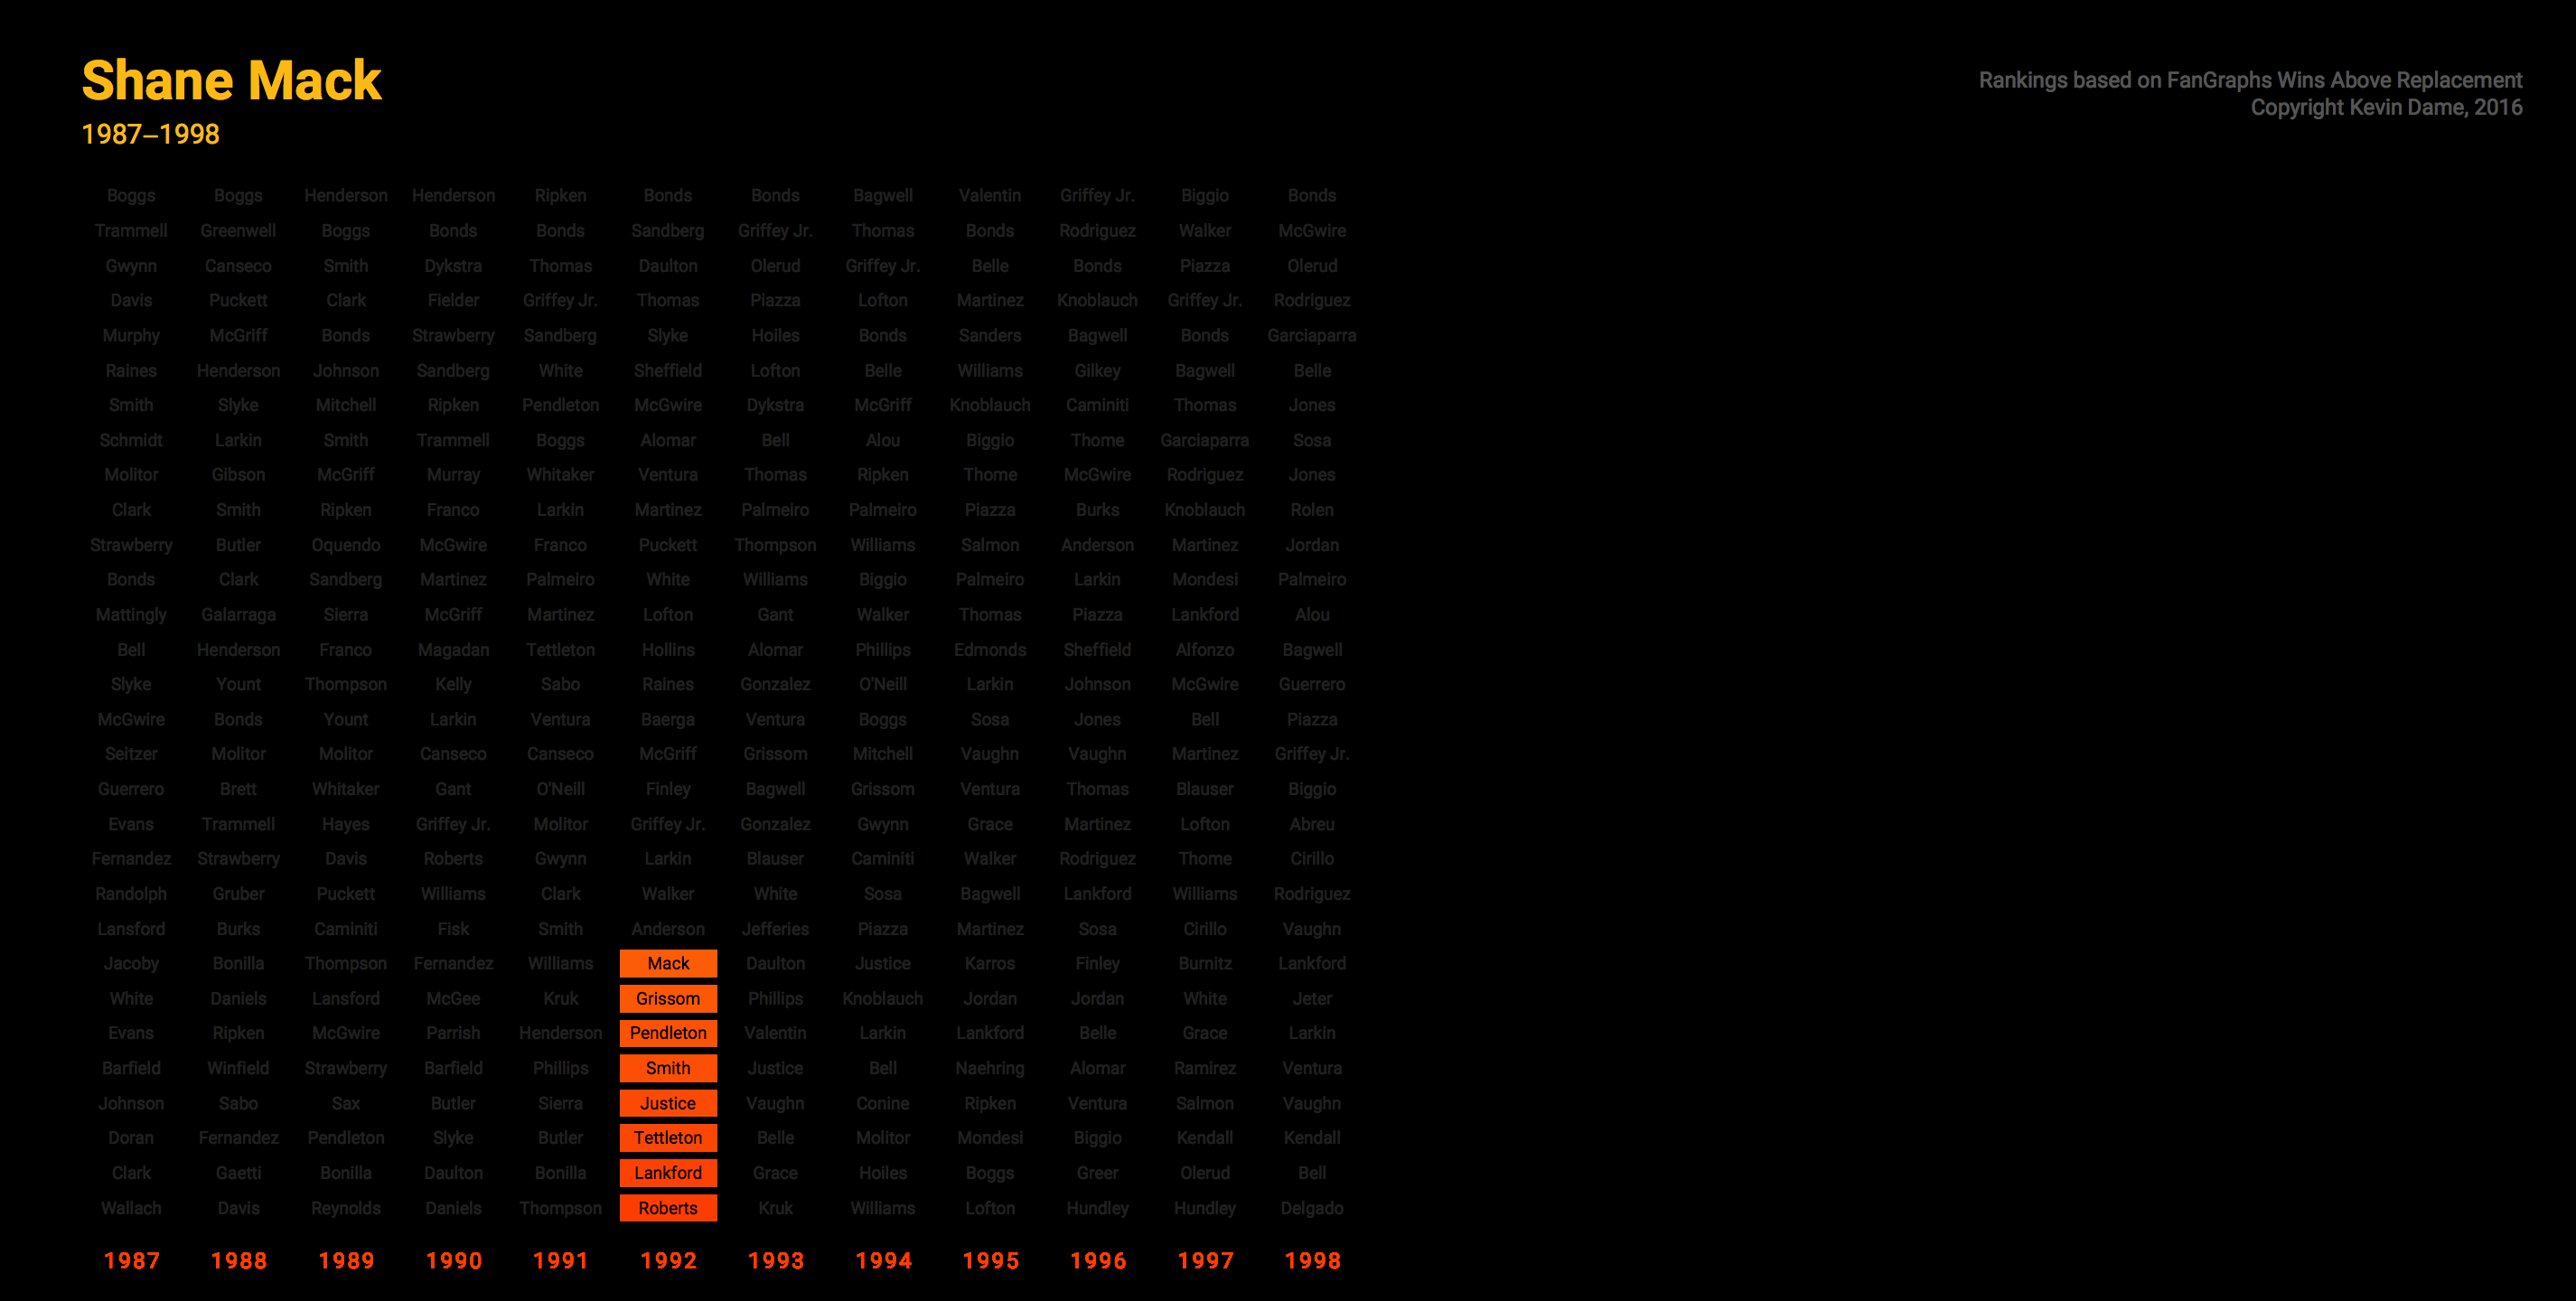 Shane Mack
1987–1998
Rankings based on FanGraphs Wins Above Replacement
Copyright Kevin Dame, 2016
Boggs Boggs Henderson Henderson Ripken Bonds Bonds Bagwell Valentin Griffey Jr. Biggio Bonds
Trammell Greenwell Boggs Bonds Bonds Sandberg Griffey Jr. Thomas Bonds Rodriguez Walker McGwire
Gwynn Canseco Smith Dykstra Thomas Daulton Olerud Griffey Jr. Belle Bonds Piazza Olerud
Davis Puckett Clark Fielder Griffey Jr. Thomas Piazza Lofton Martinez Knoblauch Griffey Jr. Rodriguez
Murphy McGriff Bonds Strawberry Sandberg Slyke Hoiles Bonds Sanders Bagwell Bonds Garciaparra
Raines Henderson Johnson Sandberg White Sheffield Lofton Belle Williams Gilkey Bagwell Belle
Smith Slyke Mitchell Ripken Pendleton McGwire Dykstra McGriff Knoblauch Caminiti Thomas Jones
Schmidt Larkin Smith Trammell Boggs Alomar Bell Alou Biggio Thome Garciaparra Sosa
Molitor Gibson McGriff Murray Whitaker Ventura Thomas Ripken Thome McGwire Rodriguez Jones
Clark Smith Ripken Franco Larkin Martinez Palmeiro Palmeiro Piazza Burks Knoblauch Rolen
Strawberry Butler Oquendo McGwire Franco Puckett Thompson Williams Salmon Anderson Martinez Jordan
Bonds Clark Sandberg Martinez Palmeiro White Williams Biggio Palmeiro Larkin Mondesi Palmeiro
Mattingly Galarraga Sierra McGriff Martinez Lofton Gant Walker Thomas Piazza Lankford Alou
Bell Henderson Franco Magadan Tettleton Hollins Alomar Phillips Edmonds Sheffield Alfonzo Bagwell
Slyke Yount Thompson Kelly Sabo Raines Gonzalez O'Neill Larkin Johnson McGwire Guerrero
McGwire Bonds Yount Larkin Ventura Baerga Ventura Boggs Sosa Jones Bell Piazza
Seitzer Molitor Molitor Canseco Canseco McGriff Grissom Mitchell Vaughn Vaughn Martinez Griffey Jr.
Guerrero Brett Whitaker Gant O'Neill Finley Bagwell Grissom Ventura Thomas Blauser Biggio
Evans Trammell Hayes Griffey Jr. Molitor Griffey Jr. Gonzalez Gwynn Grace Martinez Lofton Abreu
Fernandez Strawberry Davis Roberts Gwynn Larkin Blauser Caminiti Walker Rodriguez Thome Cirillo
Randolph Gruber Puckett Williams Clark Walker White Sosa Bagwell Lankford Williams Rodriguez
Lansford Burks Caminiti Fisk Smith Anderson Jefferies Piazza Martinez Sosa Cirillo Vaughn
Jacoby Bonilla Thompson Fernandez Williams Mack Daulton Justice Karros Finley Burnitz Lankford
White Daniels Lansford McGee Kruk Grissom Phillips Knoblauch Jordan Jordan White Jeter
Evans Ripken McGwire Parrish Henderson Pendleton Valentin Larkin Lankford Belle Grace Larkin
Barfield Winfield Strawberry Barfield Phillips Smith Justice Bell Naehring Alomar Ramirez Ventura
Johnson Sabo Sax Butler Sierra Justice Vaughn Conine Ripken Ventura Salmon Vaughn
Doran Fernandez Pendleton Slyke Butler Tettleton Belle Molitor Mondesi Biggio Kendall Kendall
Clark Gaetti Bonilla Daulton Bonilla Lankford Grace Hoiles Boggs Greer Olerud Bell
Wallach Davis Reynolds Daniels Thompson Roberts Kruk Williams Lofton Hundley Hundley Delgado
1987 1988 1989 1990 1991 1992 1993 1994 1995 1996 1997 1998